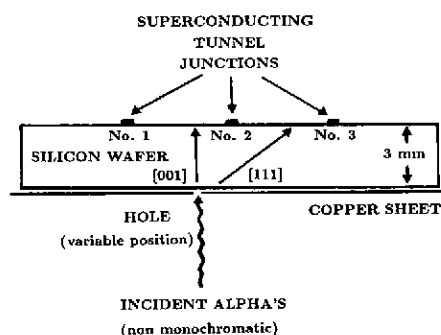 SUPERCONDUCTING
TUNNEL
JUNCTIONS
No. 1 No. 2 No. 3
SILICON WAFER
3 mm
[001] [111]
HOLE
(variable position)
COPPER SHEET
INCIDENT ALPHA'S
(non monochromatic)